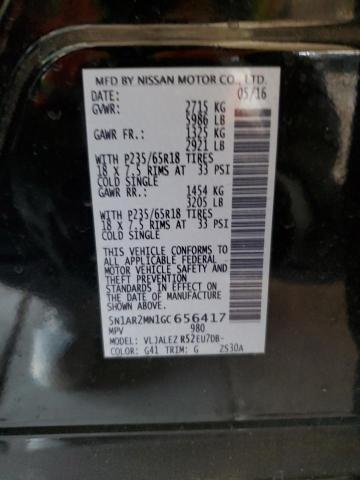 MFD BY NISSAN MOTOR CO., LTD.
DATE: 05/16
GVWR: 2715 KG
5986 LB
GAWR FR.: 1325 KG
2921 LB
WITH P235/65R18 TIRES
18 X 7.5 RIMS AT 33 PSI
COLD SINGLE
GAWR RR.: 1454 KG
3205 LB
WITH P235/65R18 TIRES
18 X 7.5 RIMS AT 33 PSI
COLD SINGLE
THIS VEHICLE CONFORMS TO
ALL APPLICABLE FEDERAL
MOTOR VEHICLE SAFETY
AND THEFT PREVENTION
STANDARDS IN EFFECT ON
THE DATE OF MANUFACTURE
SHOWN ABOVE.
5N1AR2MN1GC656417
MPV 980
MODEL: VLJALEZ R52EU7DB-
COLOR: G41 TRIM: G ZS30A